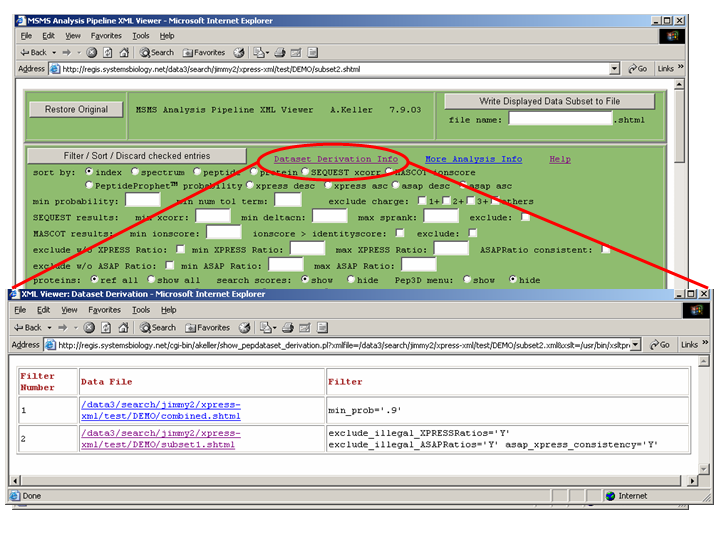 MSMS Analysis Pipeline XML Viewer - Microsoft Internet Explorer
File Edit View Favorites Tools Help
Back Search Favorites
Address http://regis.systemsbiology.net/data3/search/jimmy2/xpress-xml/test/DEMO/subset2.shtml Go Links »
Restore Original MSMS Analysis Pipeline XML Viewer A.Keller 7.9.03 Write Displayed Data Subset to File
file name: .shtml
Filter / Sort / Discard checked entries Dataset Derivation Info More Analysis Info Help
sort by: index spectrum peptide protein SEQUEST xcorr MASCOT ionscore
PeptideProphet™ probability xpress desc xpress asc asap desc asap asc
min probability: min num tol term: exclude charge: 1+ 2+ 3+ others
SEQUEST results: min xcorr: min deltacn: max sprank: exclude:
MASCOT results: min ionscore: ionscore > identityscore: exclude:
exclude w/o XPRESS Ratio: min XPRESS Ratio: max XPRESS Ratio: ASAPRatio consistent:
exclude w/o ASAP Ratio: min ASAP Ratio: max ASAP Ratio:
proteins: ref all show all search scores: show hide Pep3D menu: show hide
XML Viewer: Dataset Derivation - Microsoft Internet Explorer
File Edit View Favorites Tools Help
Back Search Favorites
Address http://regis.systemsbiology.net/cgi-bin/akeller/show_pepdataset_derivation.pl?xmlfile=/data3/search/jimmy2/xpress-xml/test/DEMO/subset2.xml&xslt=/usr/bin/xsltpr Go Links »
Filter Number Data File Filter
1 /data3/search/jimmy2/xpress-xml/test/DEMO/combined.shtml min_prob='.9'
2 /data3/search/jimmy2/xpress-xml/test/DEMO/subset1.shtml exclude_illegal_XPRESSRatios='Y'
exclude_illegal_ASAPRatios='Y' asap_xpress_consistency='Y'
Done Internet